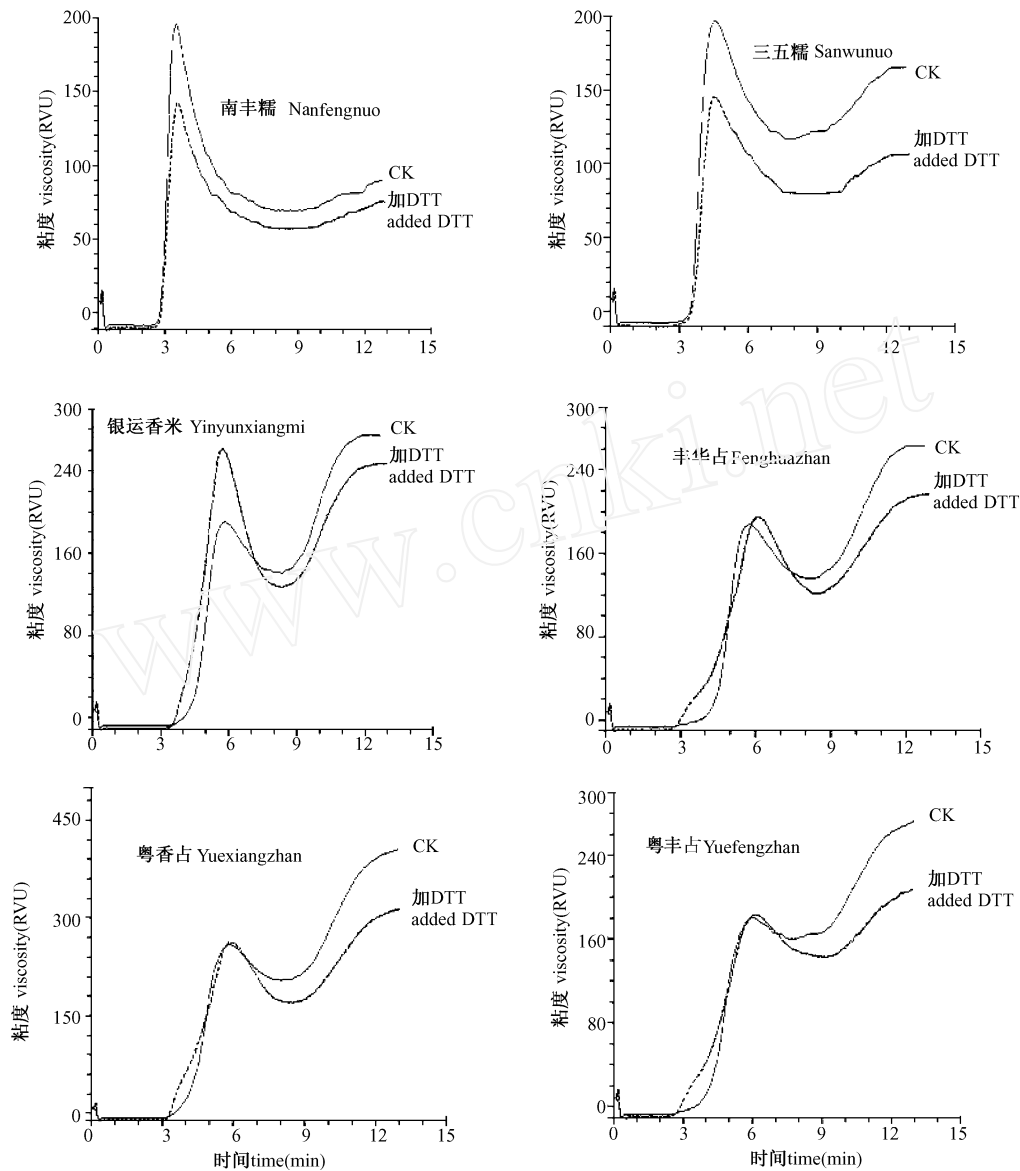 200
150
100
50
0
粘度 viscosity(RVU)
南丰糯 Nanfengnuo
CK
加DTT
added DTT
0 3 6 9 12 15
200
150
100
50
0
粘度 viscosity(RVU)
三五糯 Sanwunuo
CK
加DTT
added DTT
0 3 6 9 12 15
300
240
160
80
0
粘度 viscosity(RVU)
银运香米 Yinyunxiangmi
CK
加DTT
added DTT
0 3 6 9 12 15
300
240
160
80
0
粘度 viscosity(RVU)
丰华占 Fenghuazhan
CK
加DTT
added DTT
0 3 6 9 12 15
450
300
150
0
粘度 viscosity(RVU)
粤香占 Yuexiangzhan
CK
加DTT
added DTT
0 3 6 9 12 15
时间time(min)
300
240
160
80
0
粘度 viscosity(RVU)
粤丰占 Yuefengzhan
CK
加DTT
added DTT
0 3 6 9 12 15
时间time(min)
www.cnki.net